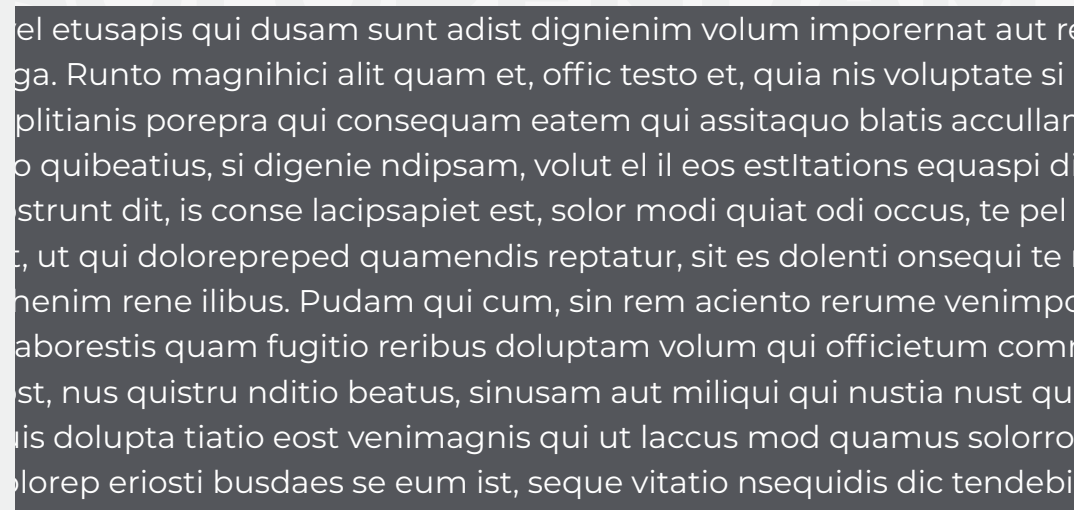 el etusapis qui dusam sunt adist dignienim volum imporernat aut re
ga. Runto magnihici alit quam et, offic testo et, quia nis voluptate si
plitianis porepra qui consequam eatem qui assitaquo blatis accullan
o quibeatius, si digenie ndipsam, volut el il eos estItations equaspi di
ostrunt dit, is conse lacipsapiet est, solor modi quiat odi occus, te pel
t, ut qui dolorepreped quamendis reptatur, sit es dolenti onsequi te
henim rene ilibus. Pudam qui cum, sin rem aciento rerume venimpo
aborestis quam fugitio reribus doluptam volum qui officietum com
ost, nus quistru nditio beatus, sinusam aut miliqui qui nustia nust qu
uis dolupta tiatio eost venimagnis qui ut laccus mod quamus solorro
olorep eriosti busdaes se eum ist, seque vitatio nsequidis dic tendebi